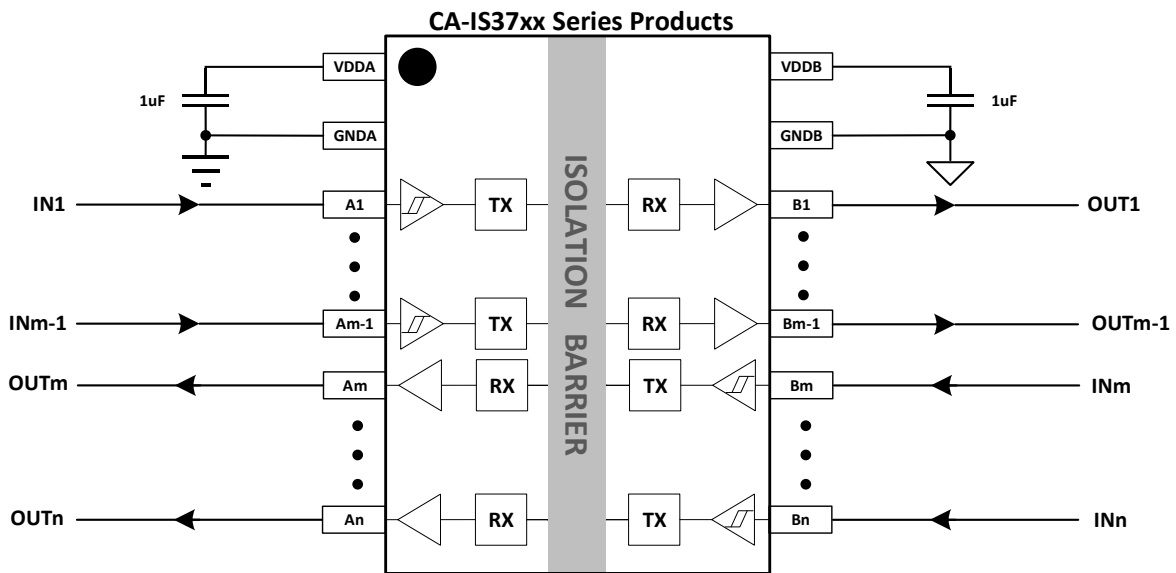 CA-IS37xx Series Products
VDDA
VDDB
1uF
1uF
GNDA
GNDB
ISOLATION BARRIER
IN1
A1
TX
RX
B1
OUT1
INm-1
Am-1
TX
RX
Bm-1
OUTm-1
OUTm
Am
RX
TX
Bm
INm
OUTn
An
RX
TX
Bn
INn